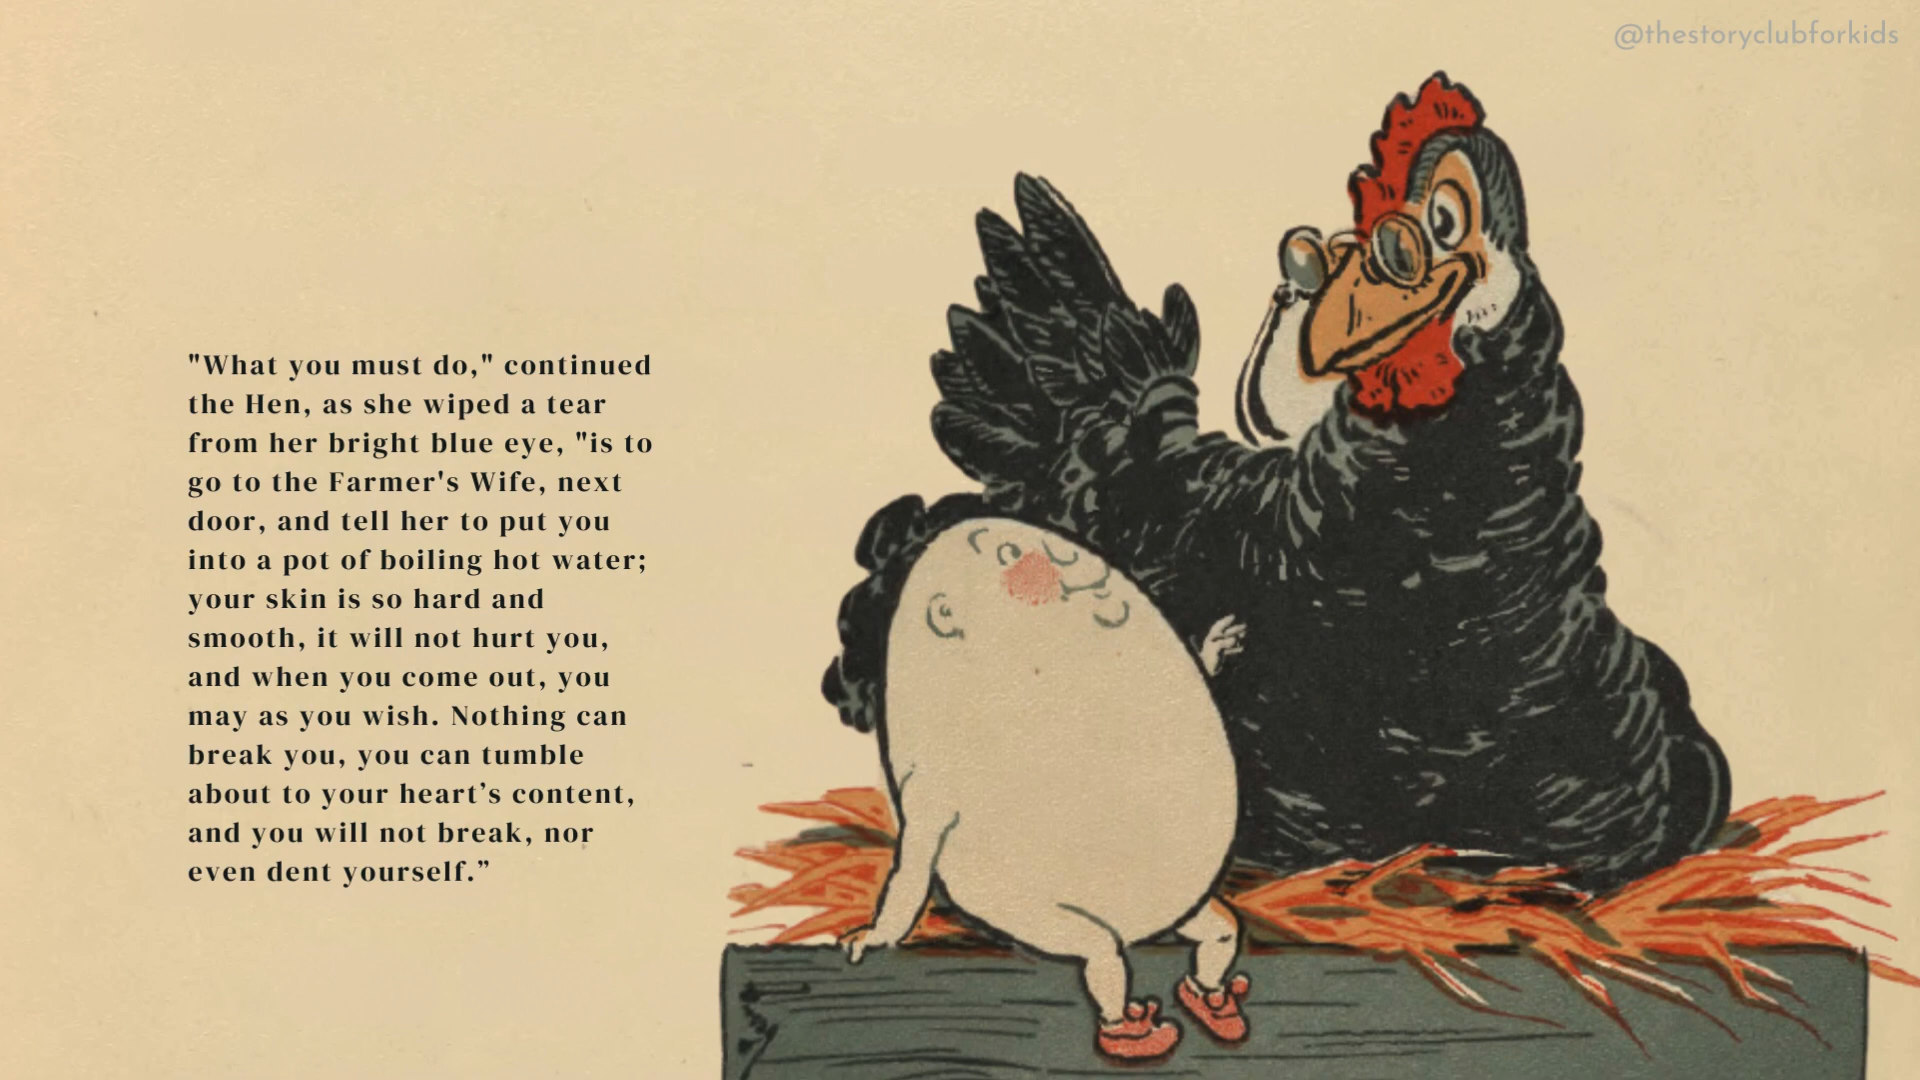 @thestoryclubforkids
"What you must do," continued
the Hen, as she wiped a tear
from her bright blue eye, "is to
go to the Farmer's Wife, next
door, and tell her to put you
into a pot of boiling hot water;
your skin is so hard and
smooth, it will not hurt you,
and when you come out, you
may as you wish. Nothing can
break you, you can tumble
about to your heart’s content,
and you will not break, nor
even dent yourself.”